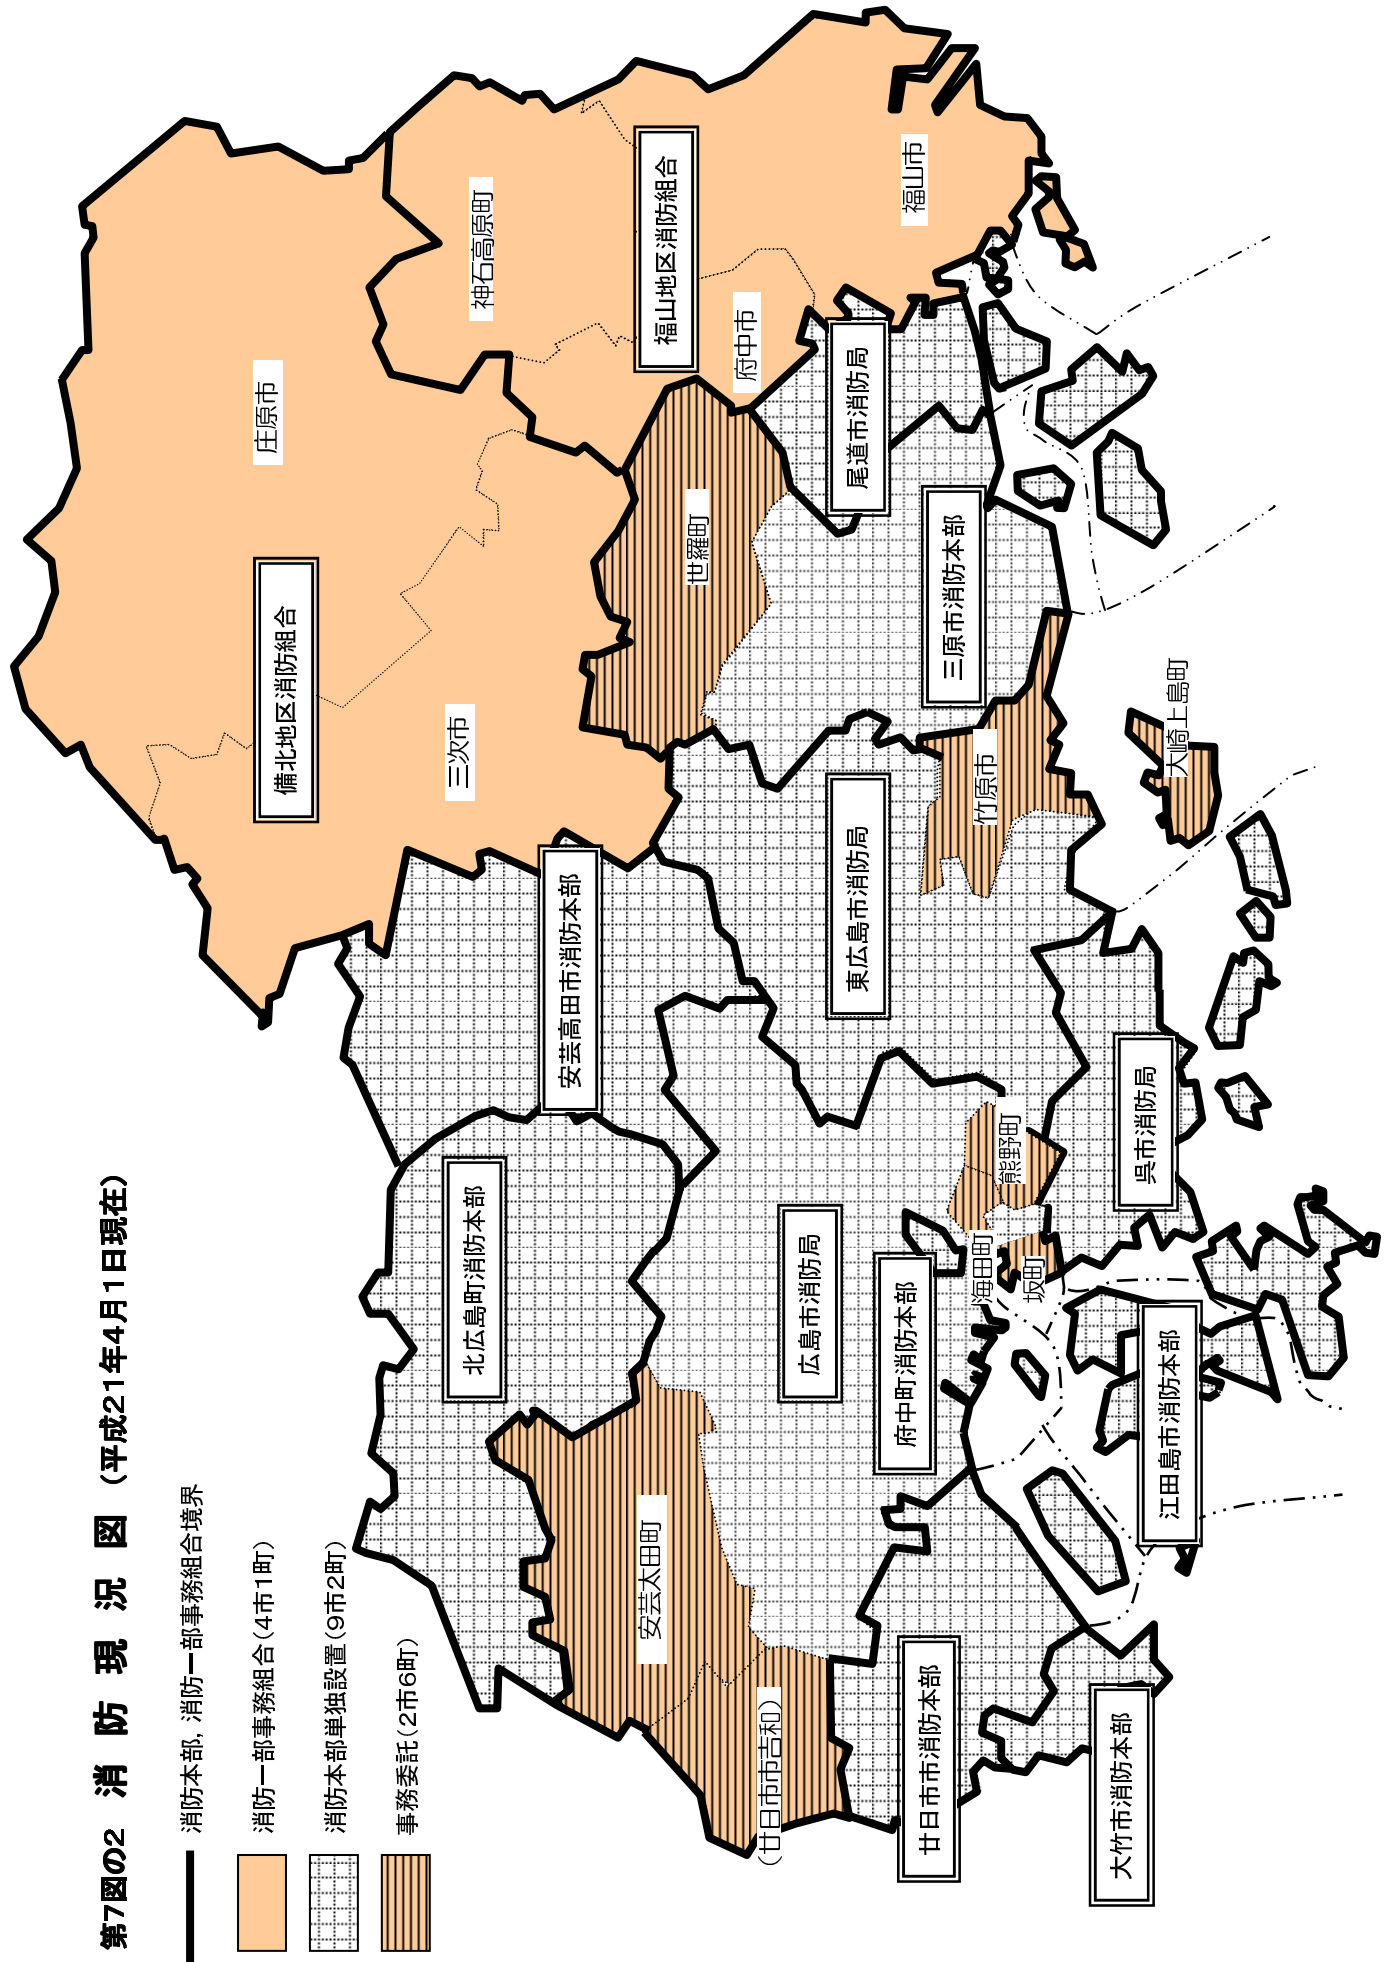 第7図の2 消 防 現 況 図 (平成21年4月1日現在)
消防本部, 消防一部事務組合境界
消防一部事務組合(4市1町)
消防本部単独設置(9市2町)
事務委託(2市6町)
庄原市
備北地区消防組合
三次市
神石高原町
福山地区消防組合
府中市
福山市
世羅町
尾道市消防局
三原市消防本部
竹原市
大崎上島町
東広島市消防局
安芸高田市消防本部
北広島町消防本部
広島市消防局
府中町消防本部
海田町
熊野町
坂町
呉市消防局
江田島市消防本部
安芸太田町
(廿日市市吉和)
廿日市市消防本部
大竹市消防本部